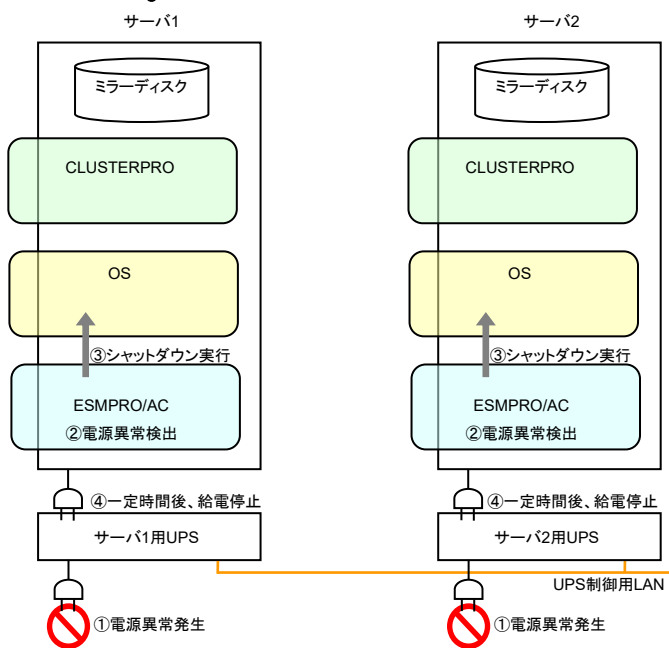 サーバ1
サーバ2
ミラーディスク
ミラーディスク
CLUSTERPRO
CLUSTERPRO
OS
OS
③シャットダウン実行
③シャットダウン実行
ESMPRO/AC
ESMPRO/AC
②電源異常検出
②電源異常検出
④一定時間後、給電停止
④一定時間後、給電停止
サーバ1用UPS
サーバ2用UPS
UPS制御用LAN
①電源異常発生
①電源異常発生